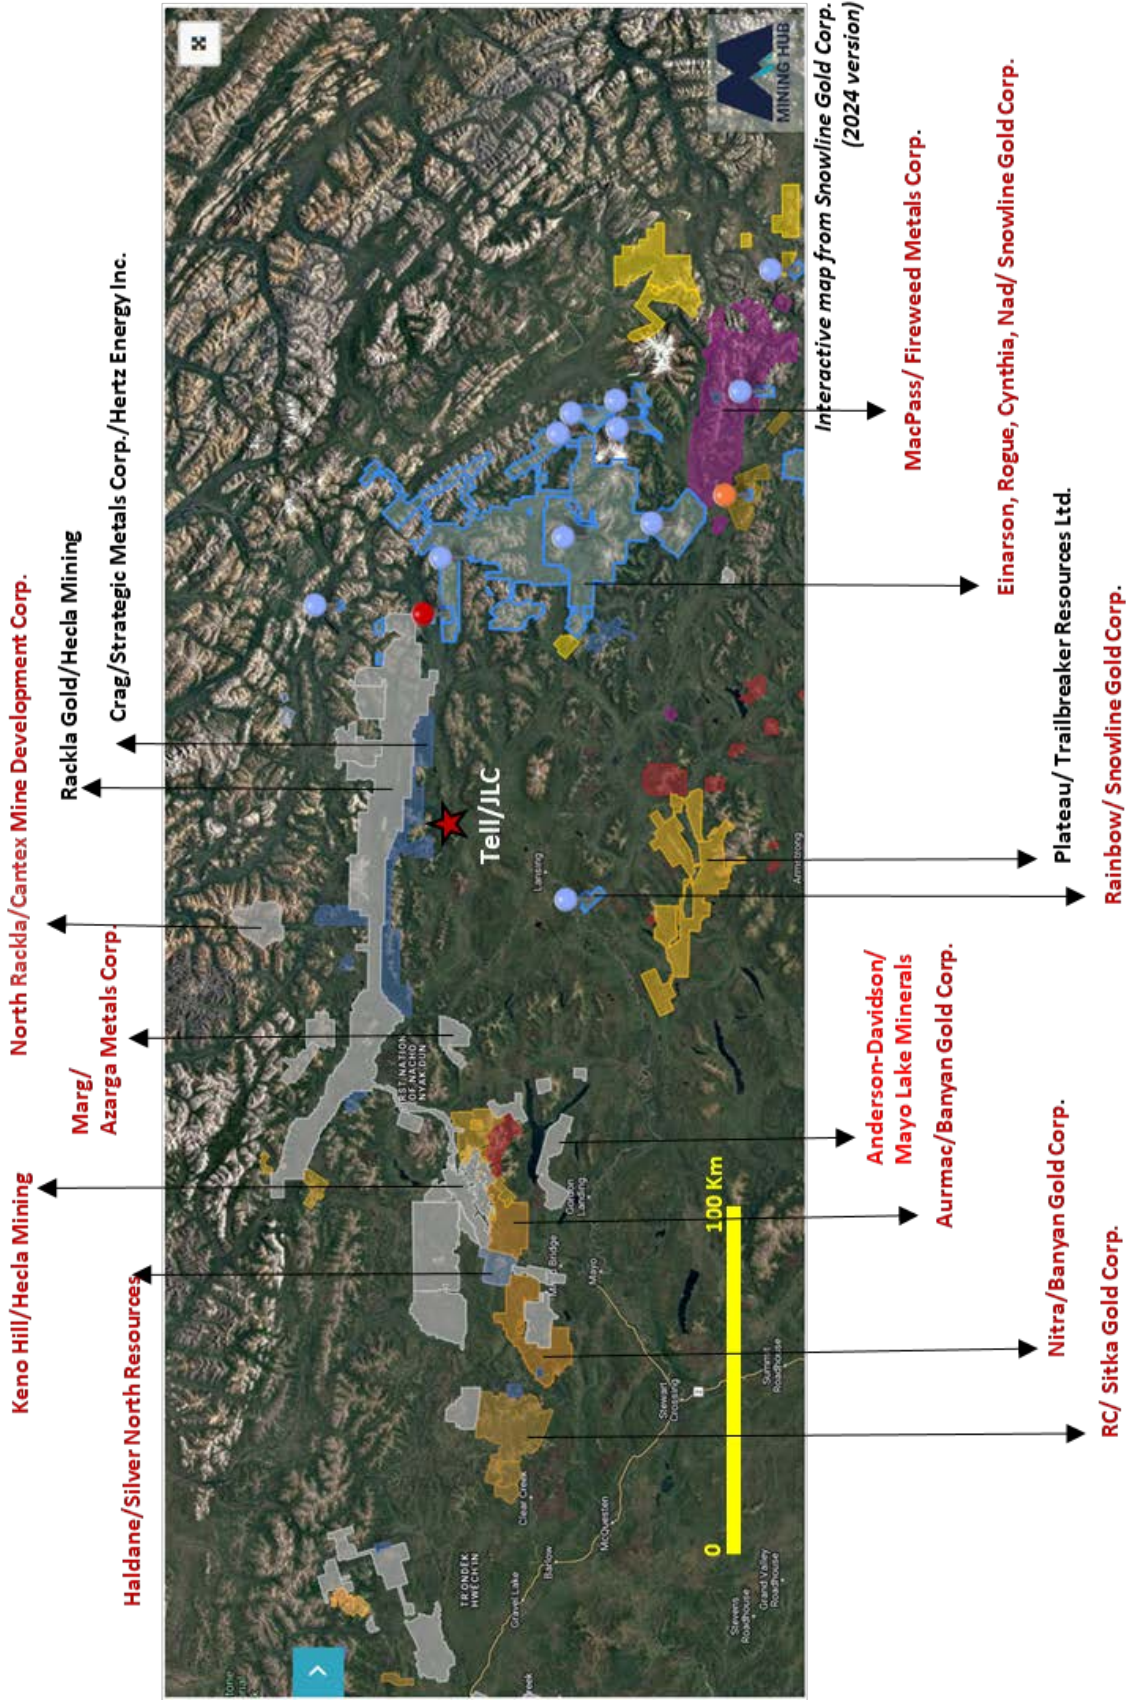 North Rackla/Cantex Mine Development Corp.
Rackla Gold/Hecla Mining
Crag/Strategic Metals Corp./Hertz Energy Inc.
Marg/
Azarga Metals Corp.
Keno Hill/Hecla Mining
Haldane/Silver North Resources
MINING HUB
Tell/JLC
Lansing
Armstrong
OF NACHO
NYAK DUN
Mayo
Stewart
Crossing
Summit
Roadhouse
Clear Creek
McQuesten
Barlow
Gravel Lake
TR'ONDËK
HWËCH'IN
Stevens
Roadhouse
Grand Valley
Roadhouse
Landing
Bridge
reek
0
100 Km
Interactive map from Snowline Gold Corp.
(2024 version)
MacPass/ Fireweed Metals Corp.
Einarson, Rogue, Cynthia, Nad/ Snowline Gold Corp.
Plateau/ Trailbreaker Resources Ltd.
Rainbow/ Snowline Gold Corp.
Anderson-Davidson/
Mayo Lake Minerals
Aurmac/Banyan Gold Corp.
Nitra/Banyan Gold Corp.
RC/ Sitka Gold Corp.